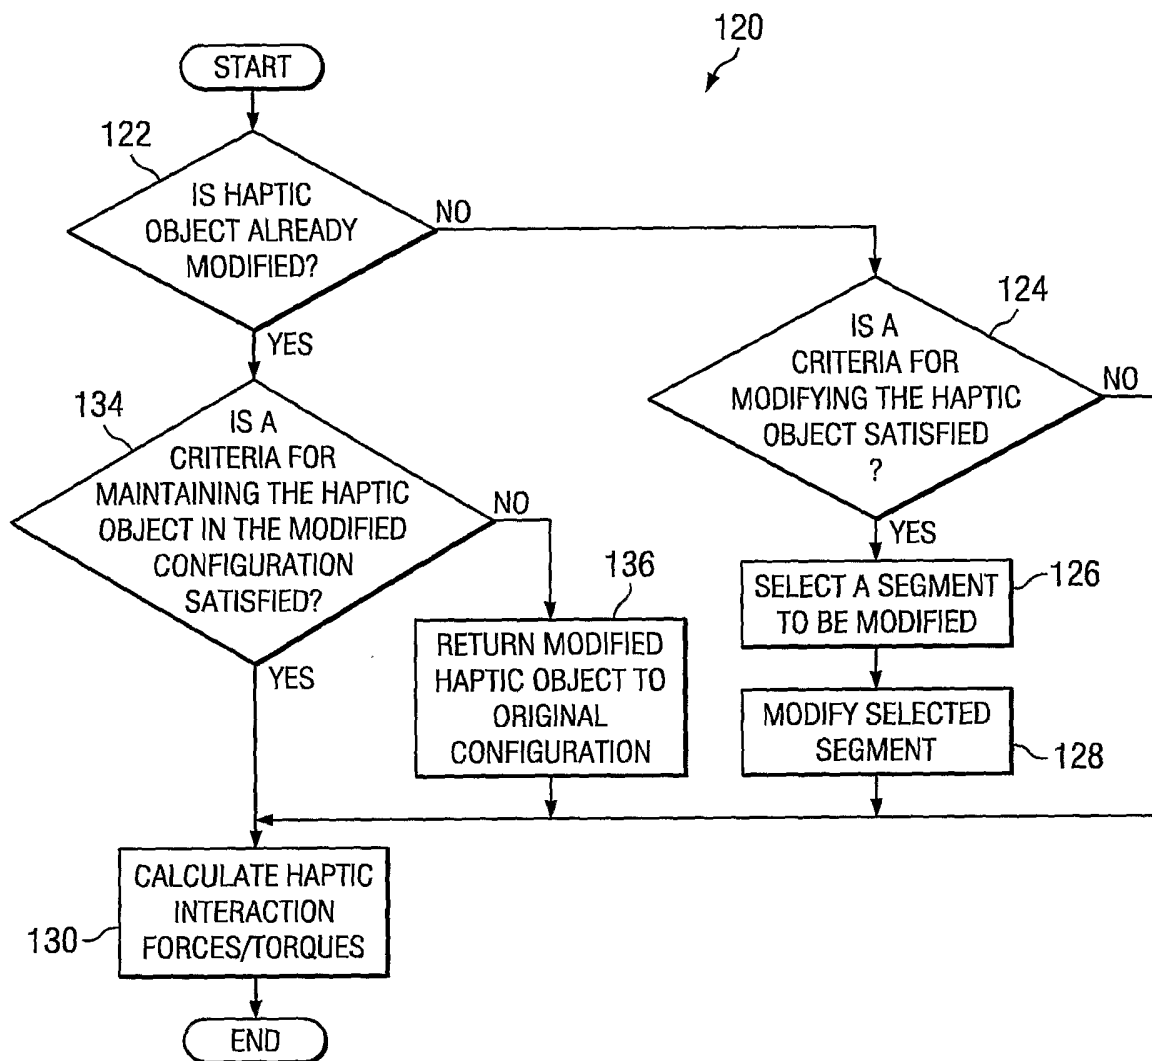 120
START
122
IS HAPTIC
OBJECT ALREADY
MODIFIED?
NO
YES
124
IS A
CRITERIA FOR
MODIFYING THE HAPTIC
OBJECT SATISFIED
?
NO
YES
134
IS A
CRITERIA FOR
MAINTAINING THE HAPTIC
OBJECT IN THE MODIFIED
CONFIGURATION
SATISFIED?
NO
YES
126
SELECT A SEGMENT
TO BE MODIFIED
136
RETURN MODIFIED
HAPTIC OBJECT TO
ORIGINAL
CONFIGURATION
MODIFY SELECTED
SEGMENT
128
CALCULATE HAPTIC
INTERACTION
FORCES/TORQUES
130
END